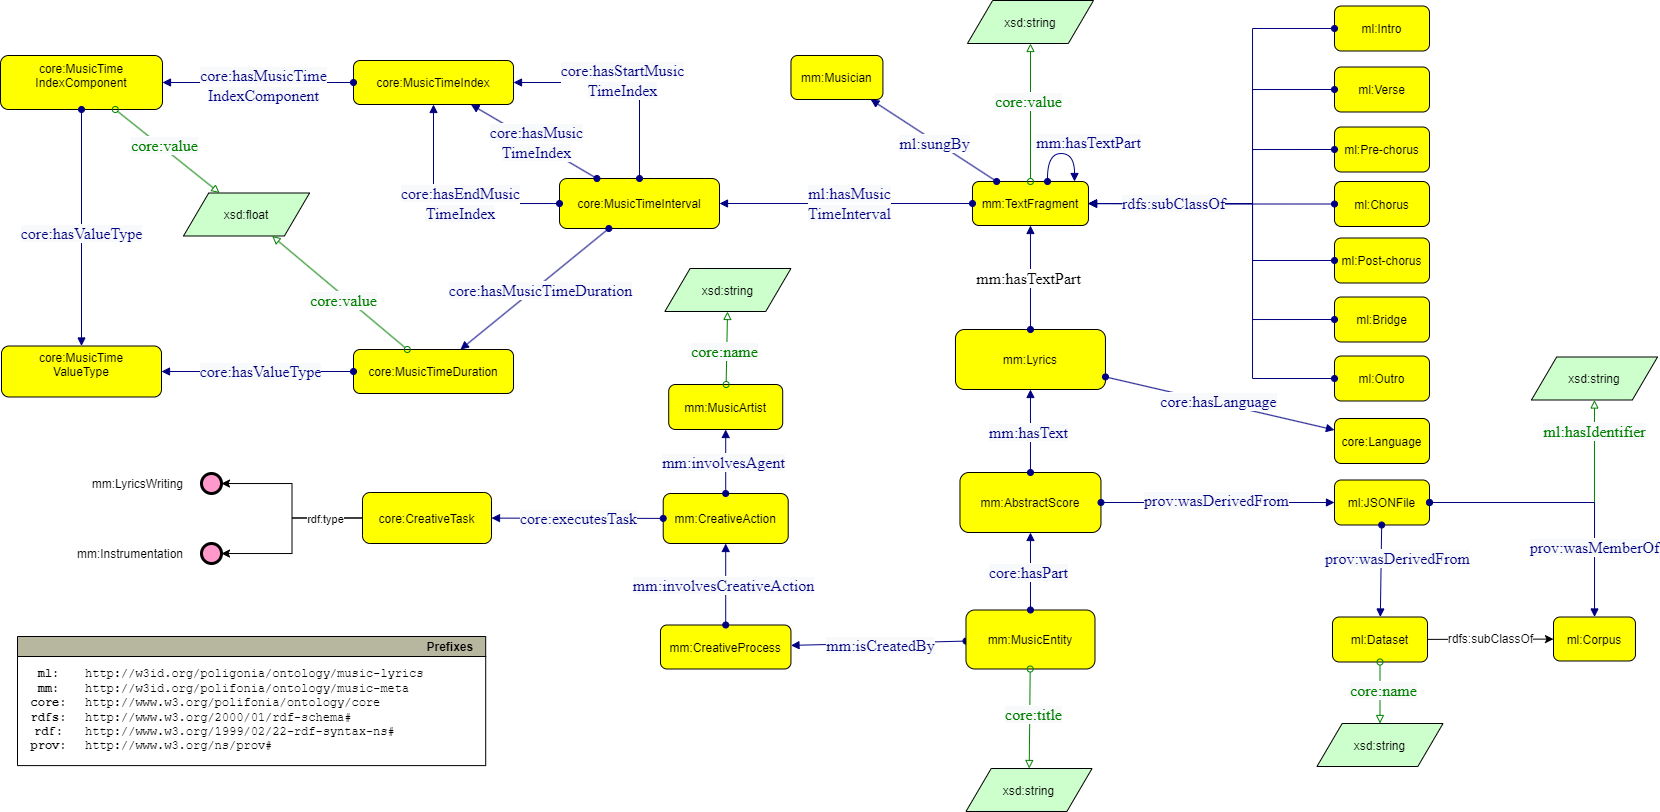 xsd:string
ml:Intro
core:MusicTime
IndexComponent
core:hasMusicTime
IndexComponent
core:MusicTimeIndex
core:hasStartMusic
TimeIndex
mm:Musician
core:value
ml:Verse
core:value
core:hasMusic
TimeIndex
ml:sungBy
mm:hasTextPart
ml:Pre-chorus
xsd:float
core:hasEndMusic
TimeIndex
core:MusicTimeInterval
ml:hasMusic
TimeInterval
mm:TextFragment
rdfs:subClassOf
ml:Chorus
core:hasValueType
core:value
core:hasMusicTimeDuration
xsd:string
mm:hasTextPart
ml:Post-chorus
ml:Bridge
core:MusicTime
ValueType
core:hasValueType
core:MusicTimeDuration
core:name
mm:Lyrics
ml:Outro
xsd:string
mm:MusicArtist
core:hasLanguage
mm:hasText
core:Language
ml:hasIdentifier
mm:involvesAgent
mm:LyricsWriting
rdf:type
core:CreativeTask
core:executesTask
mm:CreativeAction
mm:AbstractScore
prov:wasDerivedFrom
ml:JSONFile
mm:Instrumentation
mm:involvesCreativeAction
core:hasPart
prov:wasDerivedFrom
prov:wasMemberOf
mm:CreativeProcess
mm:isCreatedBy
mm:MusicEntity
ml:Dataset
rdfs:subClassOf
ml:Corpus
core:title
core:name
xsd:string
xsd:string
Prefixes
ml: http://w3id.org/poligonia/ontology/music-lyrics
mm: http://w3id.org/polifonia/ontology/music-meta
core: http://www.w3.org/polifonia/ontology/core
rdfs: http://www.w3.org/2000/01/rdf-schema#
rdf: http://www.w3.org/1999/02/22-rdf-syntax-ns#
prov: http://www.w3.org/ns/prov#